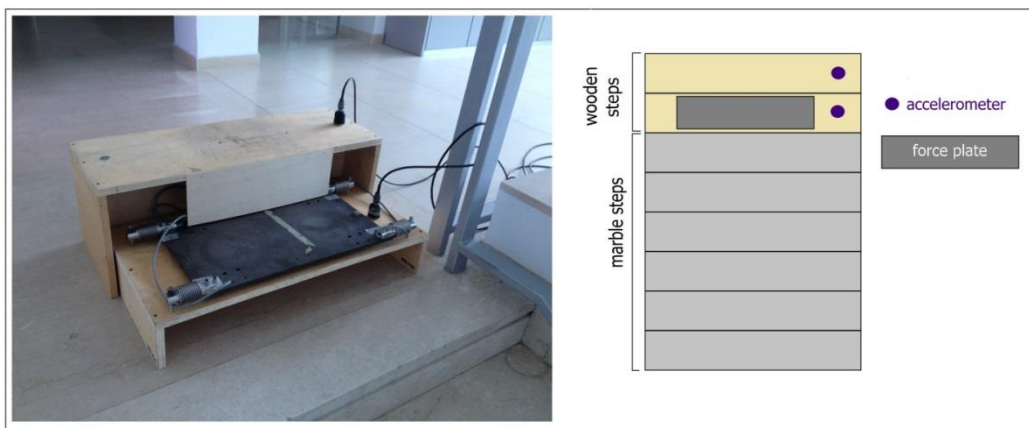 wooden
steps
marble steps
accelerometer
force plate